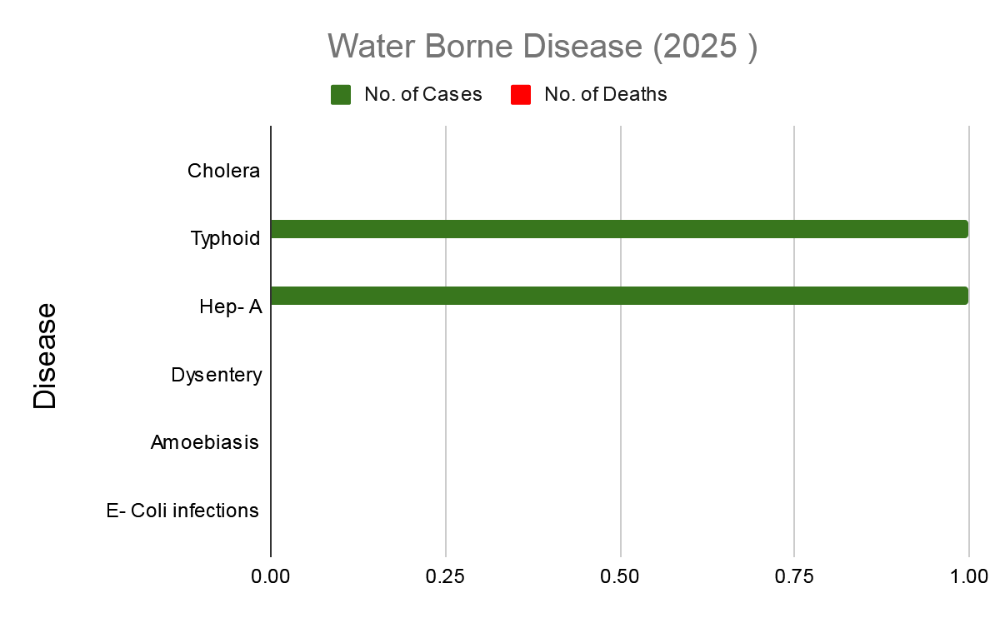 Water Borne Disease (2025 )
No. of Cases No. of Deaths
Cholera
Typhoid
Hep- A
Dysentery
Amoebiasis
E- Coli infections
Disease
0.00 0.25 0.50 0.75 1.00